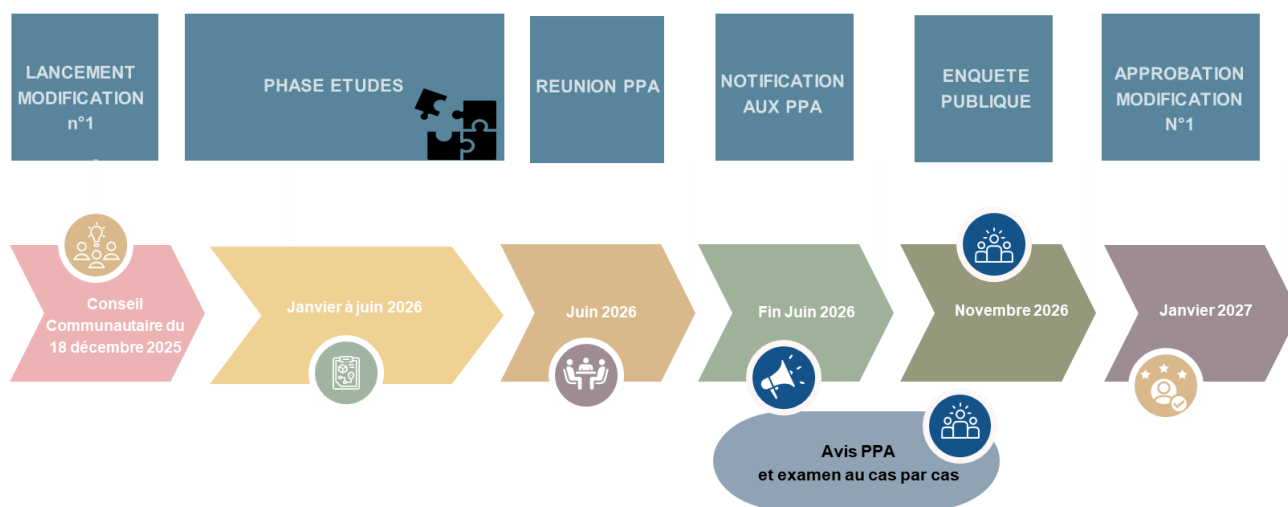 LANCEMENT
MODIFICATION
n°1
PHASE ETUDES
REUNION PPA
NOTIFICATION
AUX PPA
ENQUETE
PUBLIQUE
APPROBATION
MODIFICATION
N°1
Conseil
Communautaire du
18 décembre 2025
Janvier à juin 2026
Juin 2026
Fin Juin 2026
Novembre 2026
Janvier 2027
Avis PPA
et examen au cas par cas